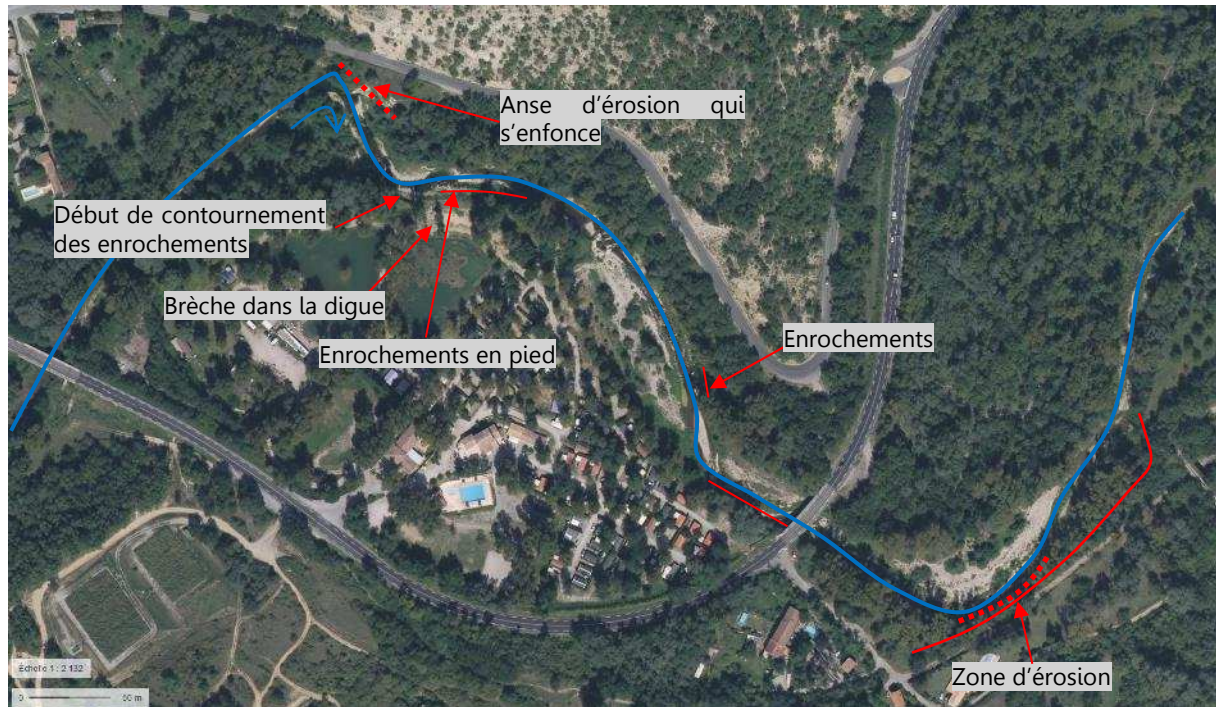 Anse d'érosion qui
s'enfonce
Début de contournement
des enrochements
Brèche dans la digue
Enrochements en pied
Enrochements
Zone d'érosion
Échelle 1 : 2 132
0 50 m